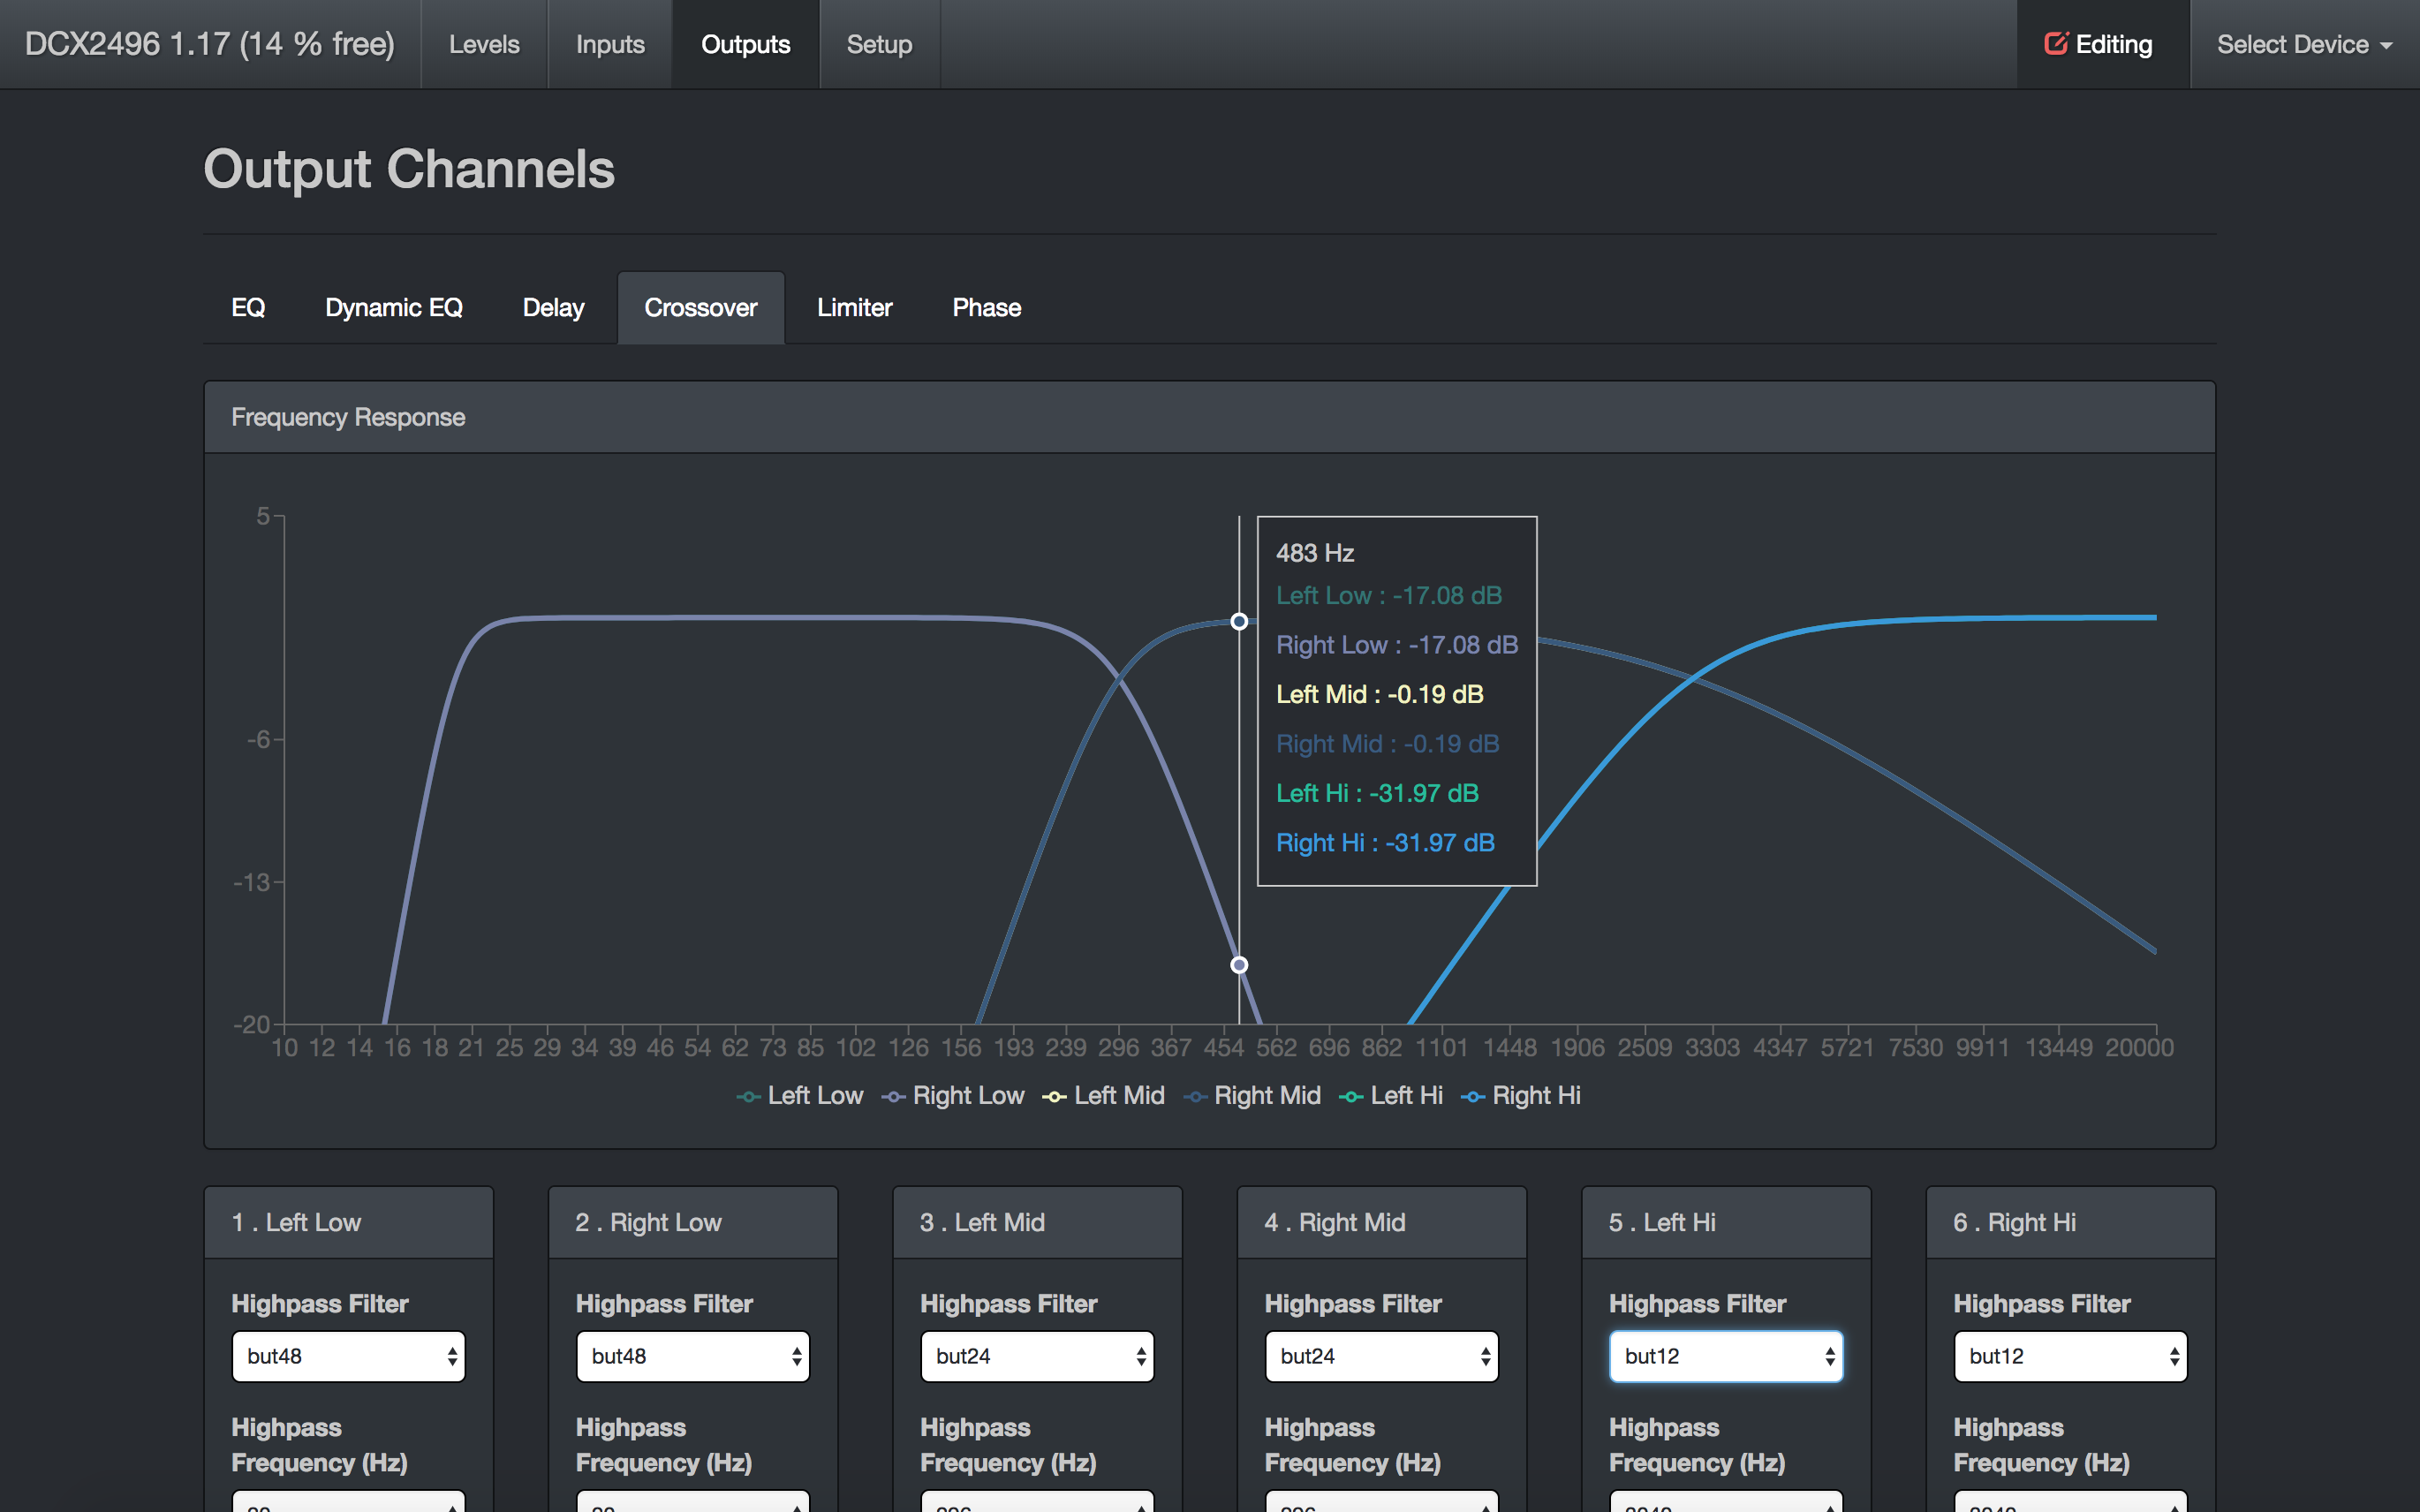 DCX2496 1.17 (14 % free) Levels Inputs Outputs Setup Editing Select Device
Output Channels
EQ Dynamic EQ Delay Crossover Limiter Phase
Frequency Response
5
-6
-13
-20
483 Hz
Left Low : -17.08 dB
Right Low : -17.08 dB
Left Mid : -0.19 dB
Right Mid : -0.19 dB
Left Hi : -31.97 dB
Right Hi : -31.97 dB
10 12 14 16 18 21 25 29 34 39 46 54 62 73 85 102 126 156 193 239 296 367 454 562 696 862 1101 1448 1906 2509 3303 4347 5721 7530 9911 13449 20000
Left Low Right Low Left Mid Right Mid Left Hi Right Hi
1 . Left Low 2 . Right Low 3 . Left Mid 4 . Right Mid 5 . Left Hi 6 . Right Hi
Highpass Filter Highpass Filter Highpass Filter Highpass Filter Highpass Filter Highpass Filter
but48 but48 but24 but24 but12 but12
Highpass Highpass Highpass Highpass Highpass Highpass
Frequency (Hz) Frequency (Hz) Frequency (Hz) Frequency (Hz) Frequency (Hz) Frequency (Hz)